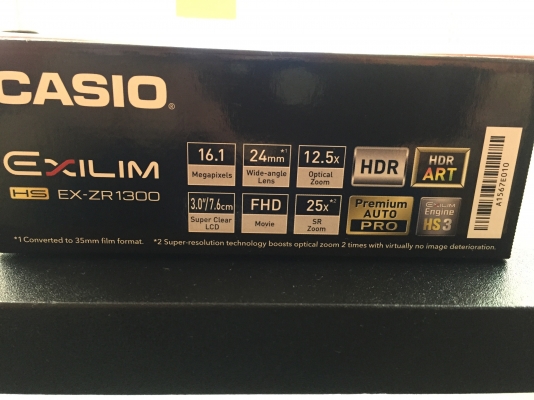 CASIO®
EXILIM
HS EX-ZR1300
16.1
Megapixels
24mm*1
Wide-angle
Lens
12.5x
Optical
Zoom
HDR
HDR
ART
3.0"/7.6cm
Super Clear
LCD
FHD
Movie
25x*2
SR
Zoom
Premium
AUTO
PRO
EXILIM
Engine
HS3
A1567E010
*1 Converted to 35mm film format. *2 Super-resolution technology boosts optical zoom 2 times with virtually no image deterioration.